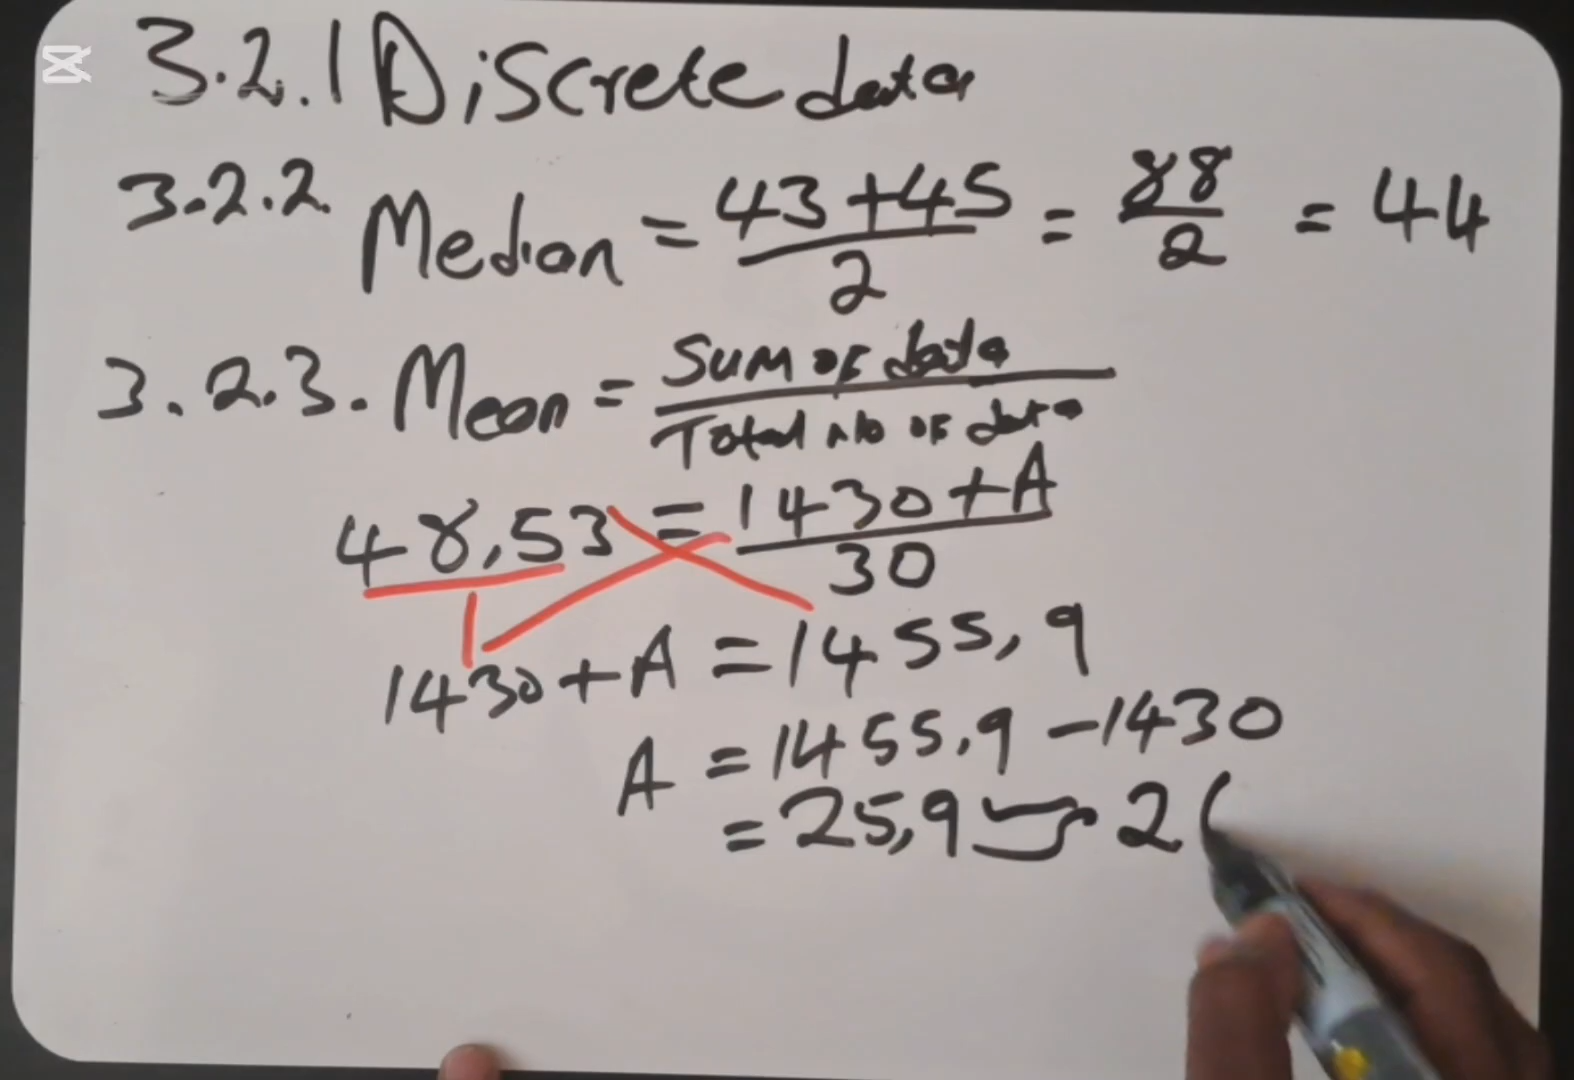 3.2.1 Discrete data
3.2.2. Median = 43+45 / 2 = 88 / 2 = 44
3.2.3. Mean = Sum of data / Total no of data
48,53 = 1430+A / 30
1430+A = 1455,9
A = 1455,9 - 1430
= 25,9 2